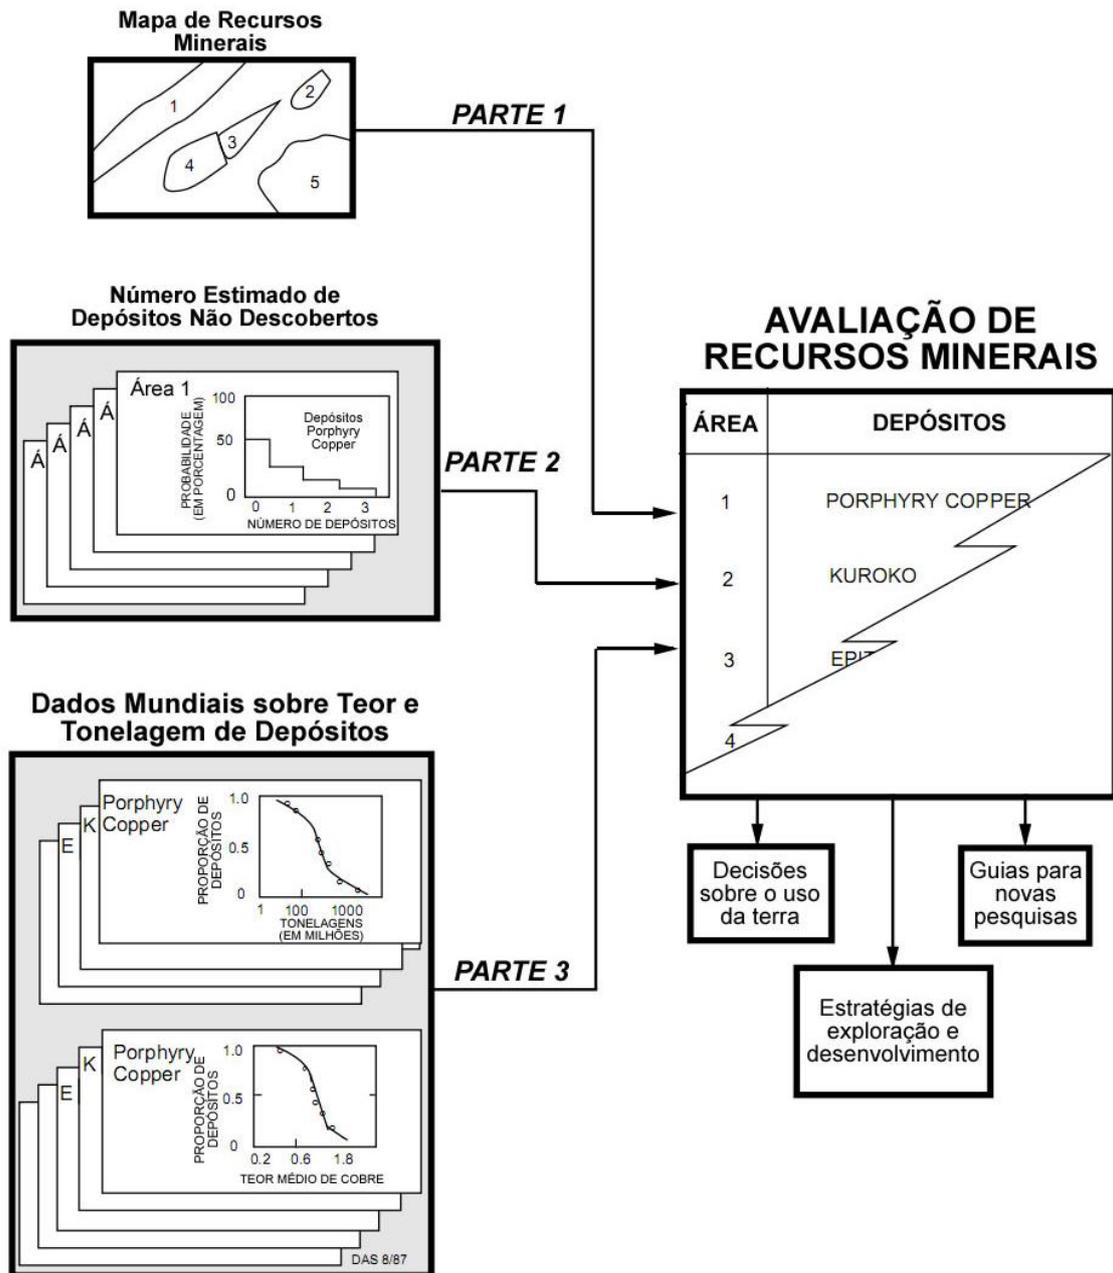 Mapa de Recursos
Minerais
1
2
3
4
5
PARTE 1
Número Estimado de
Depósitos Não Descobertos
Á
Á
Á
Á
Área 1
PROBABILIDADE
(EM PORCENTAGEM)
100
50
0
Depósitos
Porphyry
Copper
0 1 2 3
NÚMERO DE DEPÓSITOS
PARTE 2
Dados Mundiais sobre Teor e
Tonelagem de Depósitos
E
K
Porphyry
Copper
PROPORÇÃO DE
DEPÓSITOS
1.0
0.5
0
1 100 1000
TONELAGENS
(EM MILHÕES)
PARTE 3
E
K
Porphyry
Copper
PROPORÇÃO DE
DEPÓSITOS
1.0
0.5
0
0.2 0.6 1.8
TEOR MÉDIO DE COBRE
DAS 8/87
AVALIAÇÃO DE
RECURSOS MINERAIS
ÁREA DEPÓSITOS
1 PORPHYRY COPPER
2 KUROKO
3 EPIT
4
Decisões
sobre o uso
da terra
Guias para
novas
pesquisas
Estratégias de
exploração e
desenvolvimento